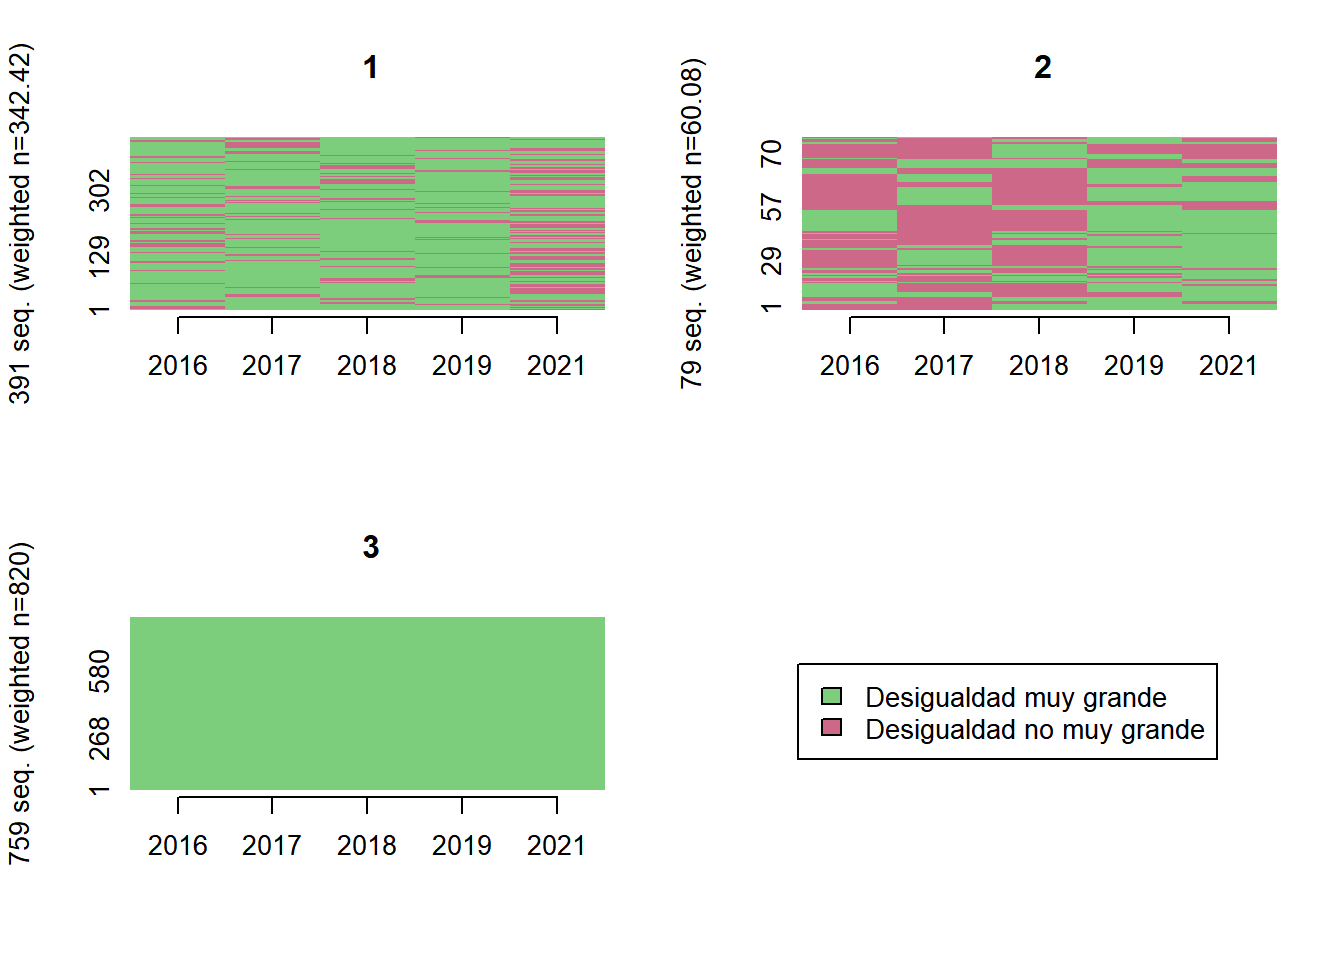 1
391 seq. (weighted n=342.42)
302
129
1
2016 2017 2018 2019 2021
2
79 seq. (weighted n=60.08)
70
57
29
1
2016 2017 2018 2019 2021
3
759 seq. (weighted n=820)
580
268
1
2016 2017 2018 2019 2021
Desigualdad muy grande
Desigualdad no muy grande